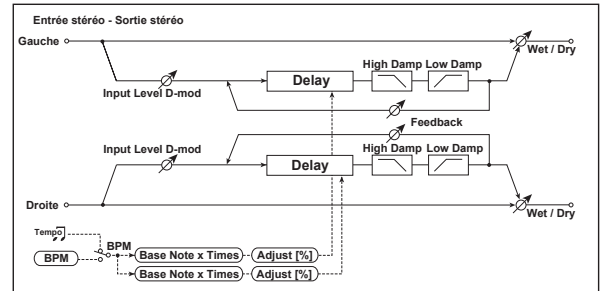 Entrée stéréo - Sortie stéréo
Gauche
Wet / Dry
High Damp Low Damp
Delay
Input Level D-mod
Feedback
Input Level D-mod
High Damp Low Damp
Delay
Droite
Wet / Dry
Tempo
BPM
BPM
Base Note x Times Adjust [%]
Base Note x Times Adjust [%]